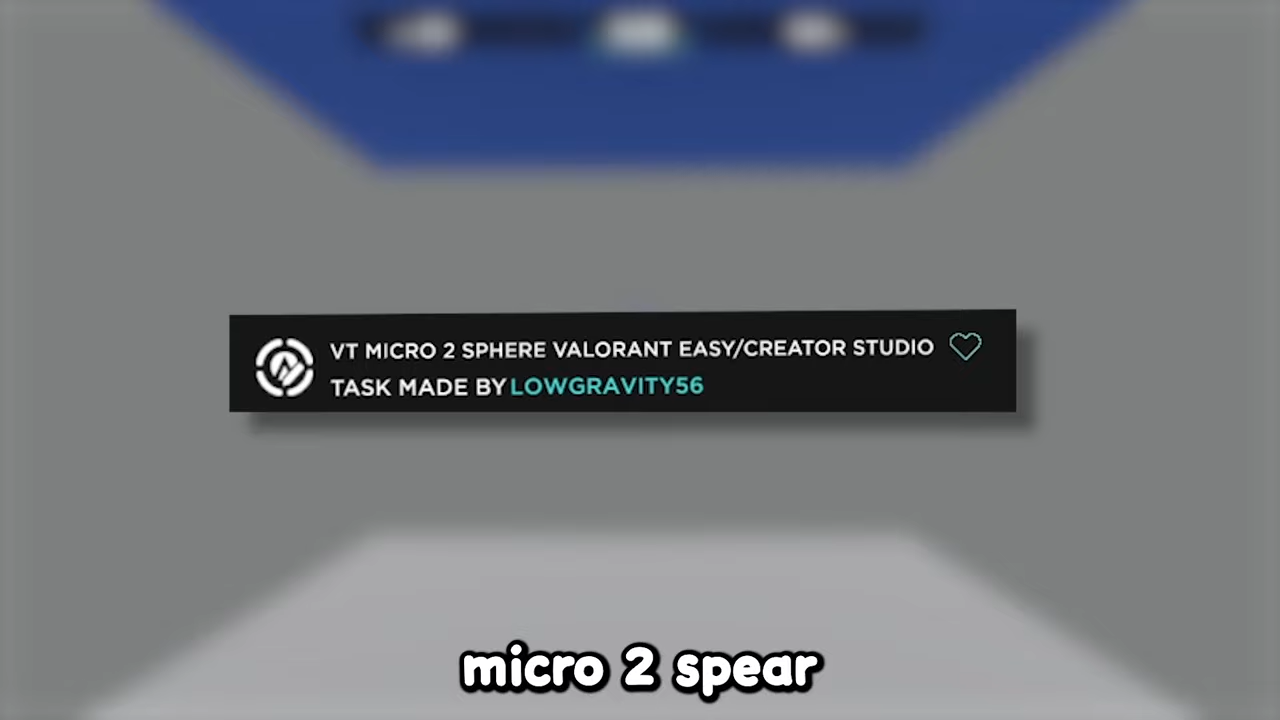 VT MICRO 2 SPHERE VALORANT EASY/CREATOR STUDIO
TASK MADE BY LOWGRAVITY56
micro 2 spear